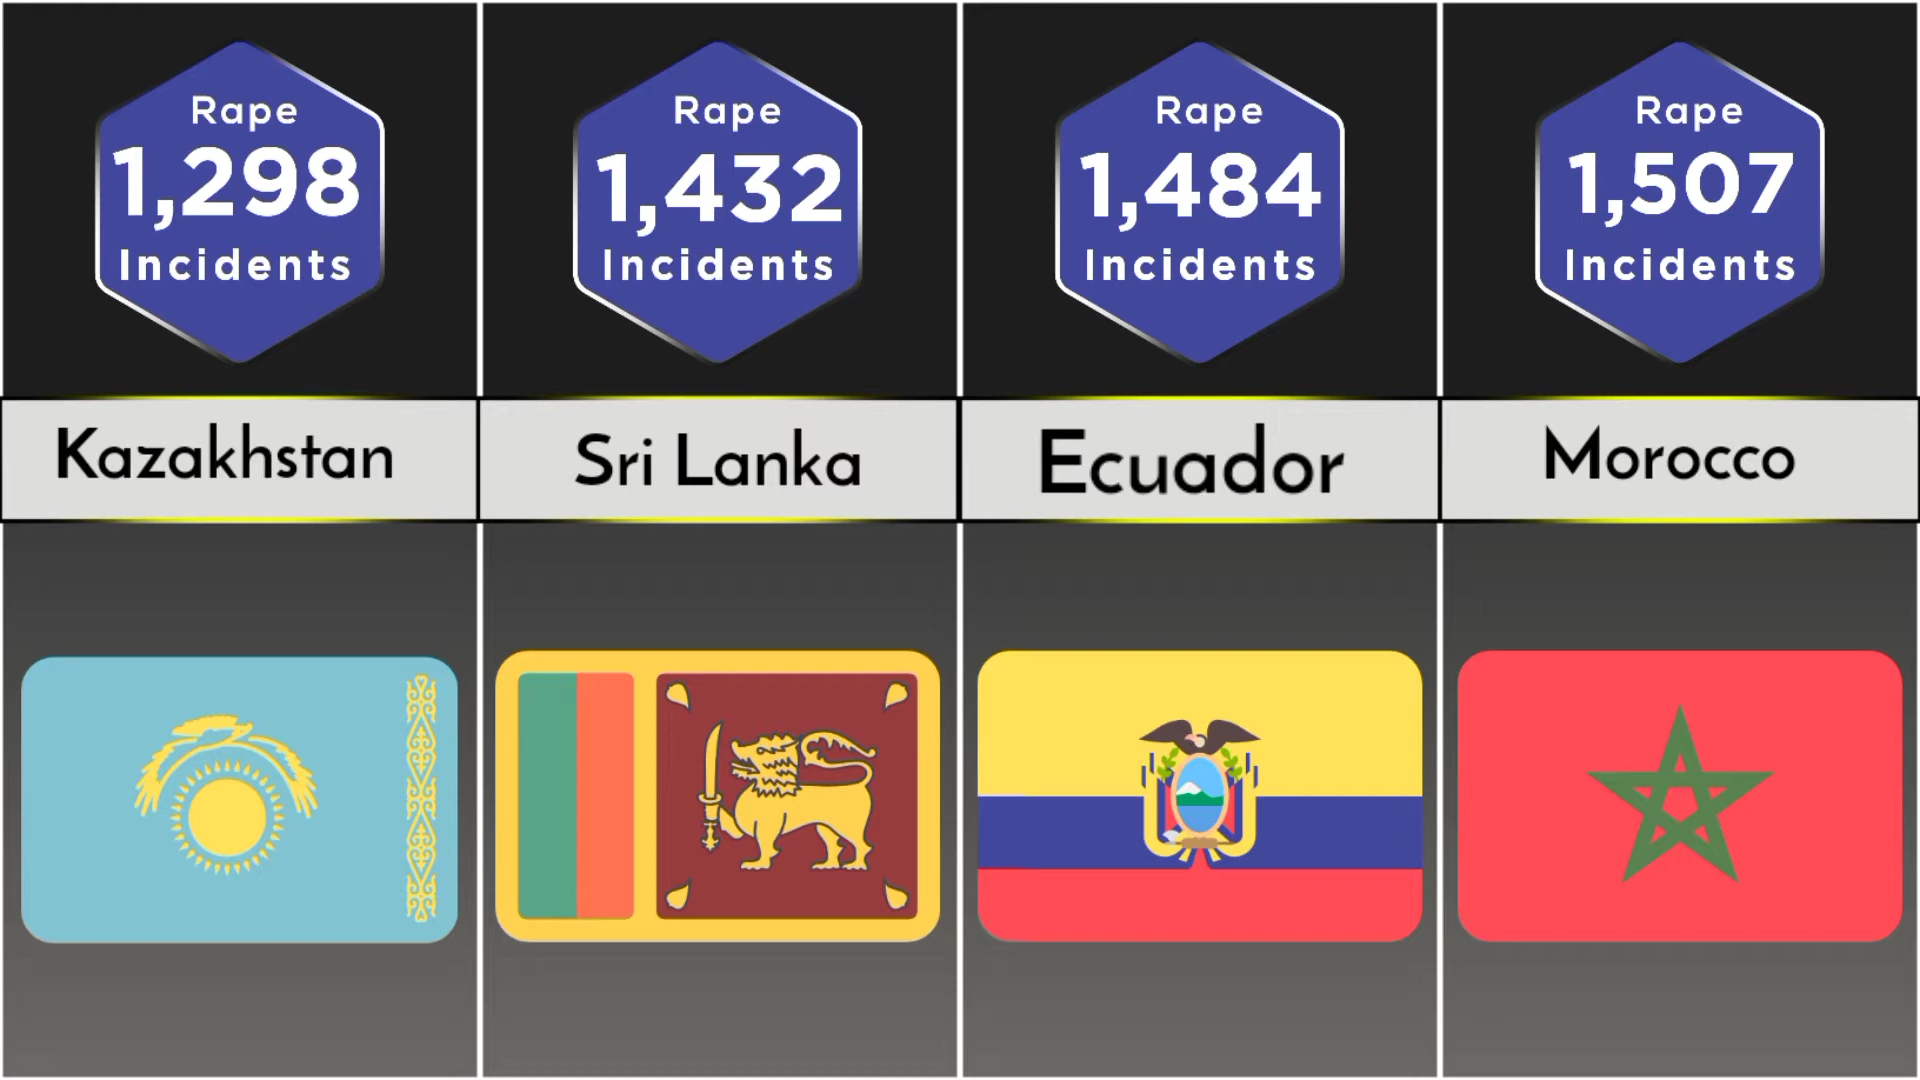 Rape
1,298
Incidents
Rape
1,432
Incidents
Rape
1,484
Incidents
Rape
1,507
Incidents
Kazakhstan
Sri Lanka
Ecuador
Morocco